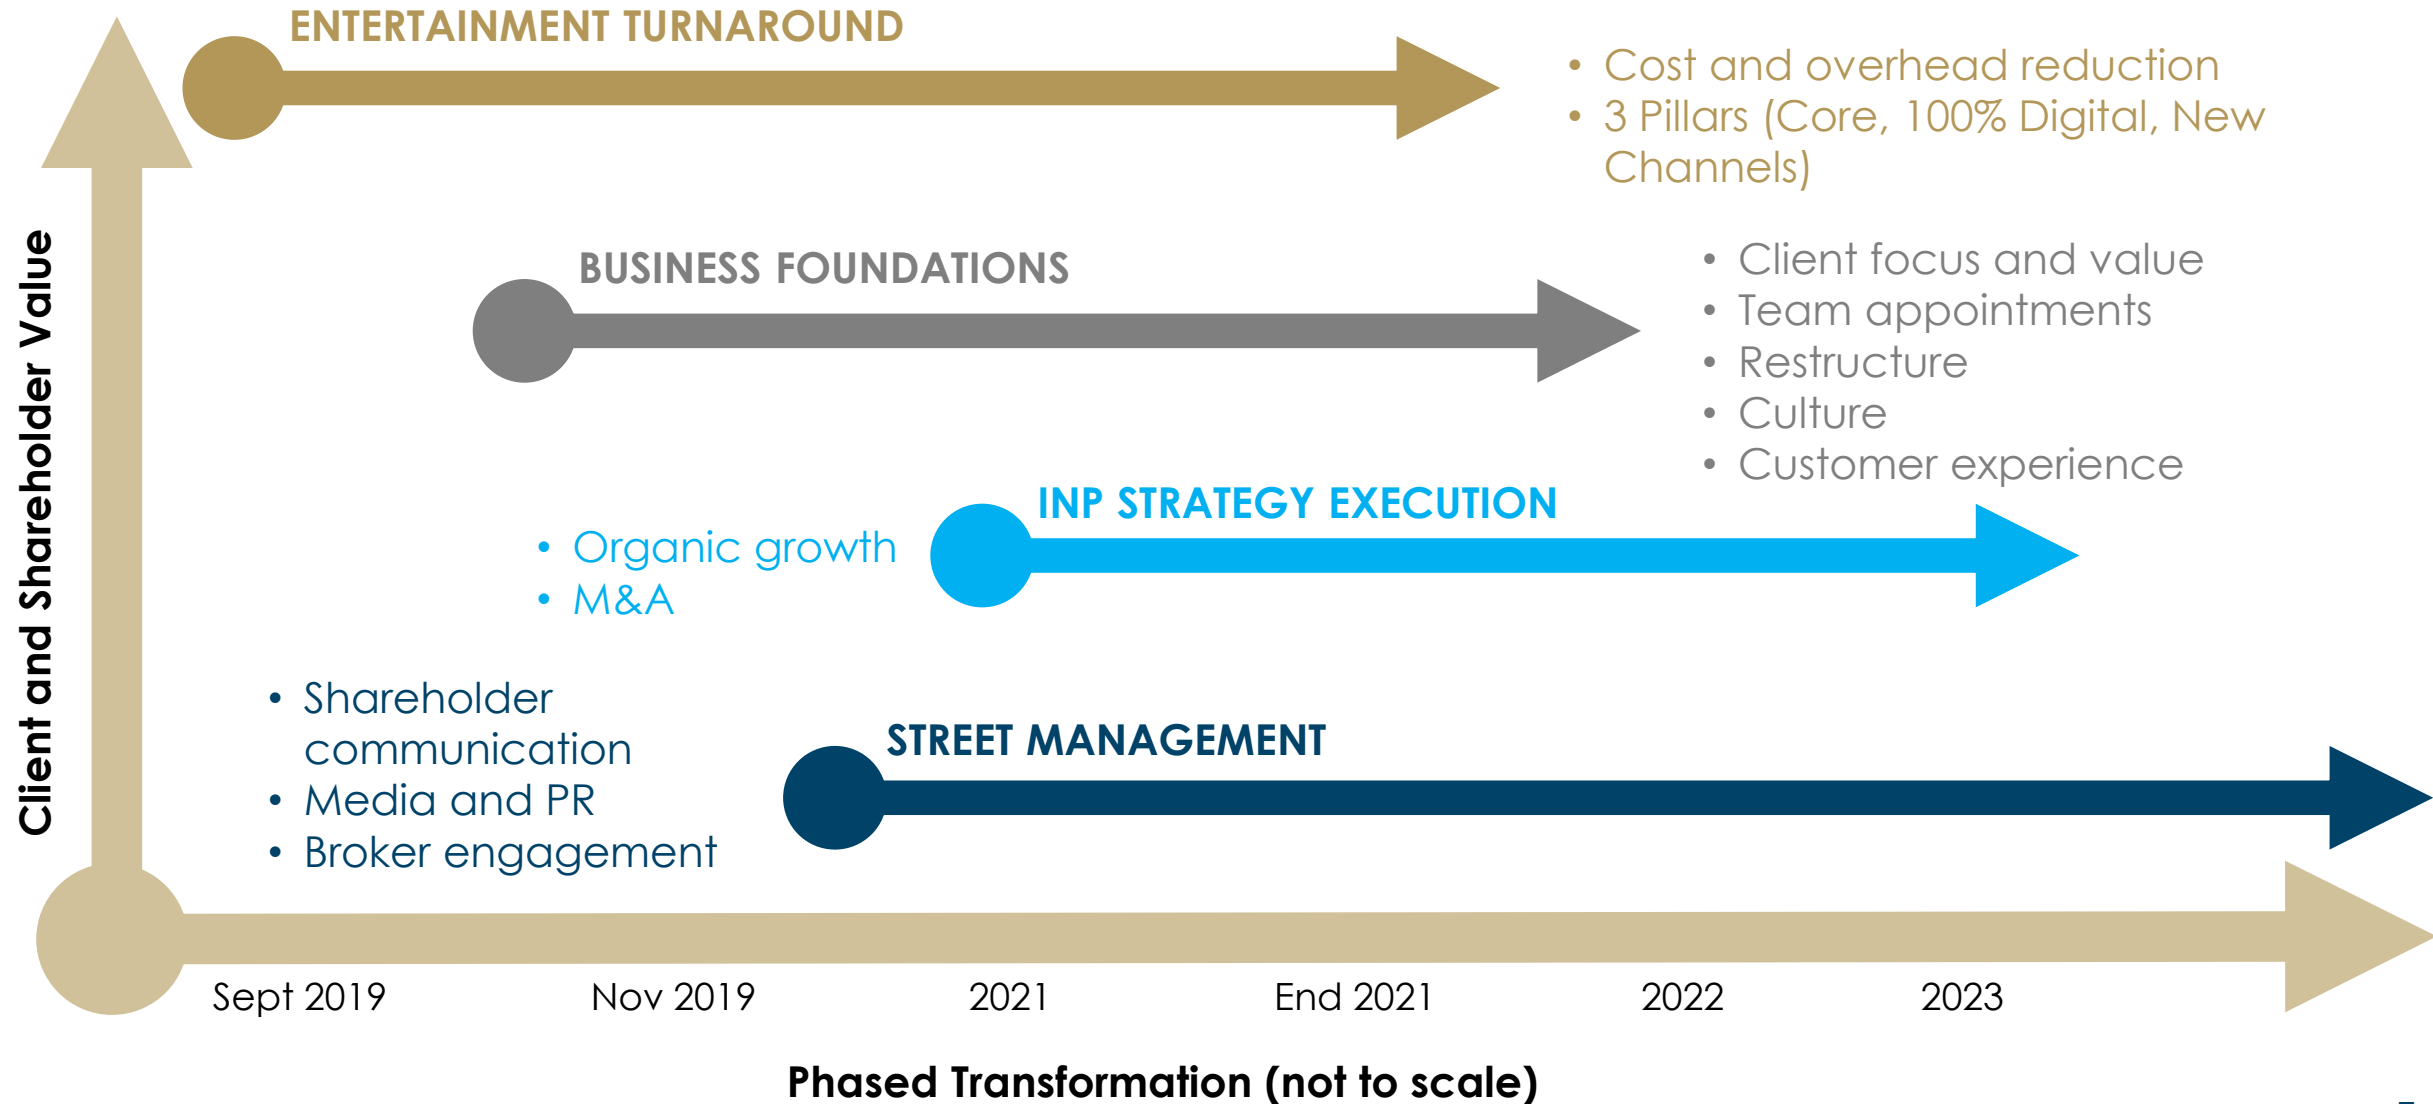 ENTERTAINMENT TURNAROUND
• Cost and overhead reduction
• 3 Pillars (Core, 100% Digital, New
Channels)
BUSINESS FOUNDATIONS
• Client focus and value
• Team appointments
• Restructure
• Culture
• Customer experience
INP STRATEGY EXECUTION
• Organic growth
• M&A
• Shareholder
communication
• Media and PR
• Broker engagement
STREET MANAGEMENT
Client and Shareholder Value
Sept 2019
Nov 2019
2021
End 2021
2022
2023
Phased Transformation (not to scale)